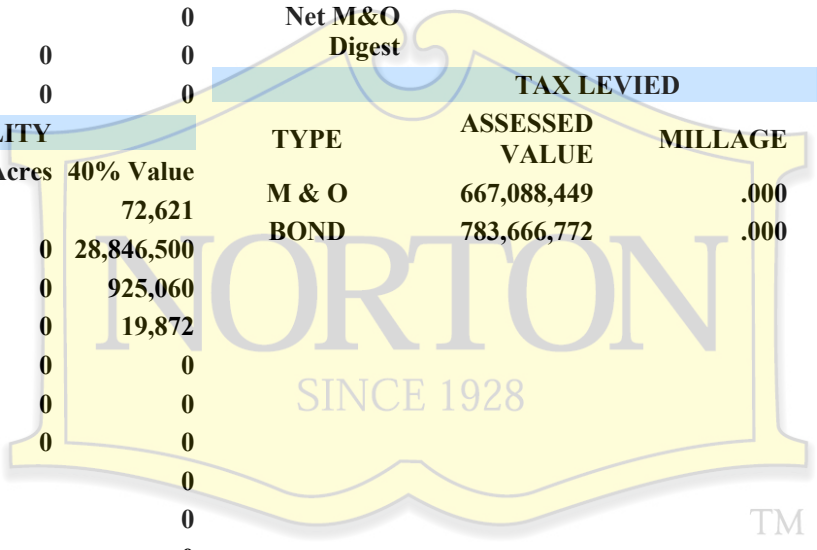 0 Net M&O
0 0 Digest
0 0 TAX LEVIED
LITY
TYPE ASSESSED VALUE MILLAGE
Acres 40% Value
72,621 M & O 667,088,449 .000
0 28,846,500 BOND 783,666,772 .000
0 925,060
0 19,872
0 0
0 0
0 0
0
0
NORTON
SINCE 1928
TM